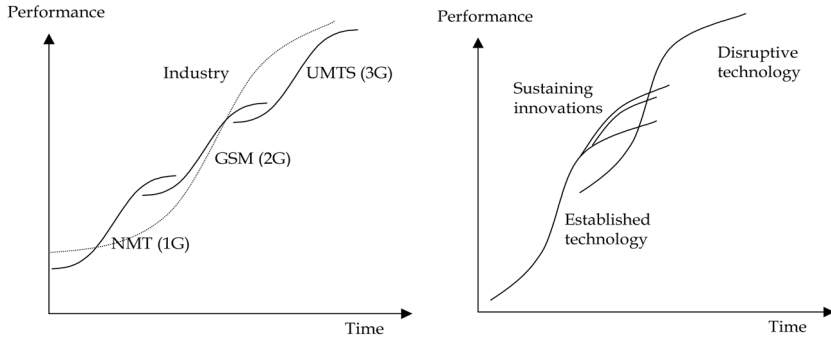 Performance
Industry
UMTS (3G)
GSM (2G)
NMT (1G)
Time
Performance
Disruptive
technology
Sustaining
innovations
Established
technology
Time